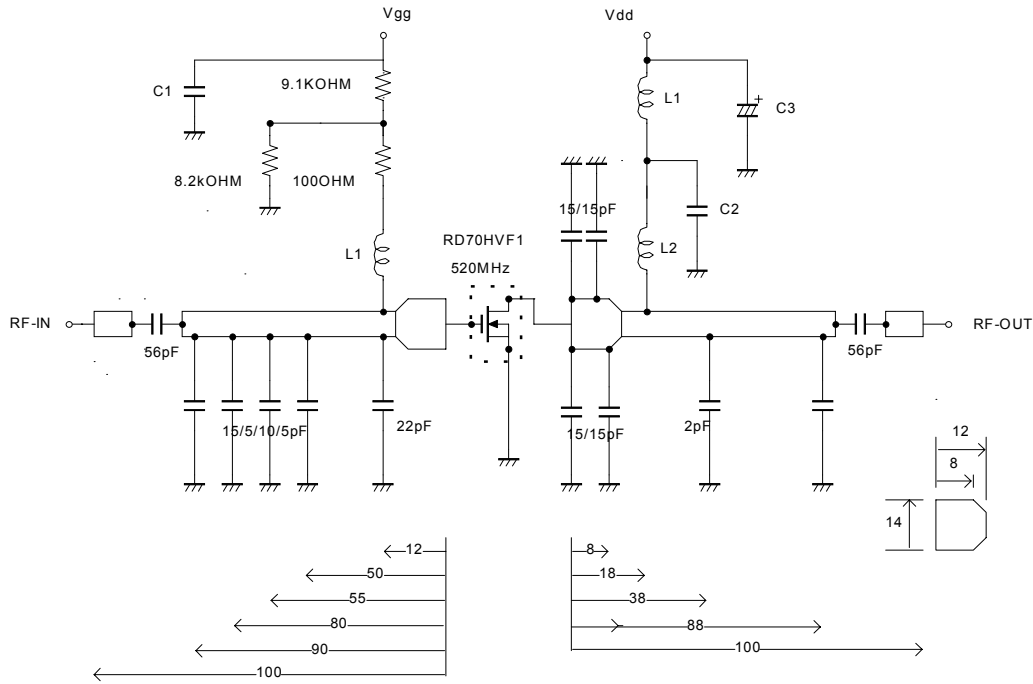 Vgg
Vdd
C1
9.1KOHM
L1
C3
8.2kOHM
100OHM
15/15pF
C2
L1
RD70HVF1
L2
520MHz
RF-IN
RF-OUT
56pF
56pF
15/5/10/5pF
22pF
15/15pF
2pF
12
8
14
12
8
50
18
55
38
80
88
90
100
100